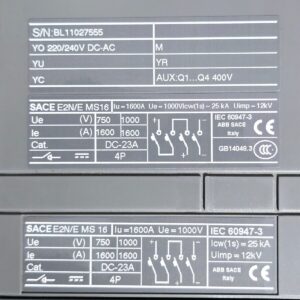 S/N:BL11027555
YO 220/240V DC-AC M
YU YR
YC AUX:Q1...Q4 400V
SACE E2N/E MS16 Iu=1600A Ue=1000V Icw(1s)=25kA Uimp=12kV
Ue (V) 750 1000 IEC 60947-3
Ie (A) 1600 1600 ABB SACE
Cat. DC-23A Italy
4P GB14048.3 CCC
SACE E2N/E MS 16 Iu=1600A Ue=1000V IEC 60947-3
Ue (V) 750 1000 Icw(1s)=25 kA
Ie (A) 1600 1600 Uimp=12kV
Cat. DC-23A ABB SACE
4P Italy